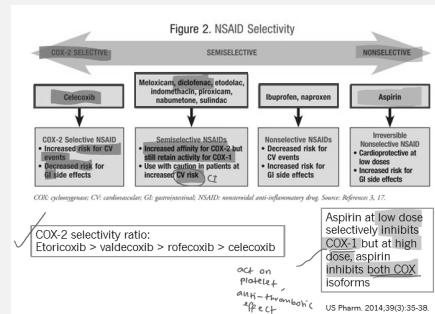 Figure 2. NSAID Selectivity
COX-2 SELECTIVE SEMISELECTIVE NONSELECTIVE
Celecoxib
Meloxicam, diclofenac, etodolac,
indomethacin, piroxicam,
nabumetone, sulindac
Ibuprofen, naproxen
Aspirin
COX-2 Selective NSAID
• Increased risk for CV
events
• Decreased risk for
GI side effects
Semiselective NSAIDs
• Increased affinity for COX-2 but
still retain activity for COX-1
• Use with caution in patients at
increased CV risk
CI
Nonselective NSAIDs
• Decreased risk for
CV events
• Increased risk for
GI side effects
Irreversible
Nonselective NSAID
• Cardioprotective at
low doses
• Increased risk for
GI side effects
COX: cyclooxygenase; CV: cardiovascular; GI: gastrointestinal; NSAID: nonsteroidal anti-inflammatory drug. Source: References 3, 17.
COX-2 selectivity ratio:
Etoricoxib > valdecoxib > rofecoxib > celecoxib
act on
platelet,
anti-thrombotic
effect
Aspirin at low dose
selectively inhibits
COX-1 but at high
dose, aspirin
inhibits both COX
isoforms
US Pharm. 2014;39(3):35-38.